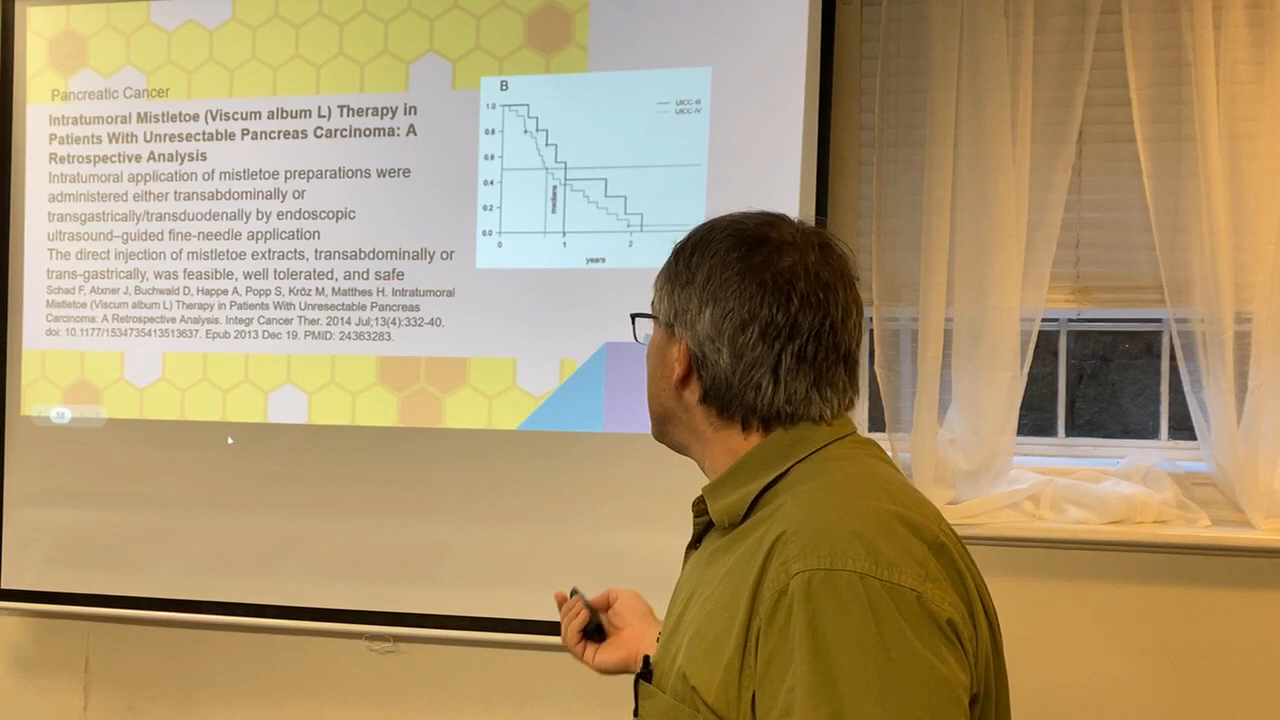 Pancreatic Cancer
Intratumoral Mistletoe (Viscum album L) Therapy in
Patients With Unresectable Pancreas Carcinoma: A
Retrospective Analysis
Intratumoral application of mistletoe preparations were
administered either transabdominally or
transgastrically/transduodenally by endoscopic
ultrasound–guided fine-needle application
The direct injection of mistletoe extracts, transabdominally or
trans-gastrically, was feasible, well tolerated, and safe
Schad F, Atxner J, Buchwald D, Happe A, Popp S, Kröz M, Matthes H. Intratumoral
Mistletoe (Viscum album L) Therapy in Patients With Unresectable Pancreas
Carcinoma: A Retrospective Analysis. Integr Cancer Ther. 2014 Jul;13(4):332-40.
doi: 10.1177/1534735413513637. Epub 2013 Dec 19. PMID: 24363283.
58
B
UICC-III
UICC-IV
1.0
0.8
0.6
0.4
0.2
0.0
medians
0 1 2
years